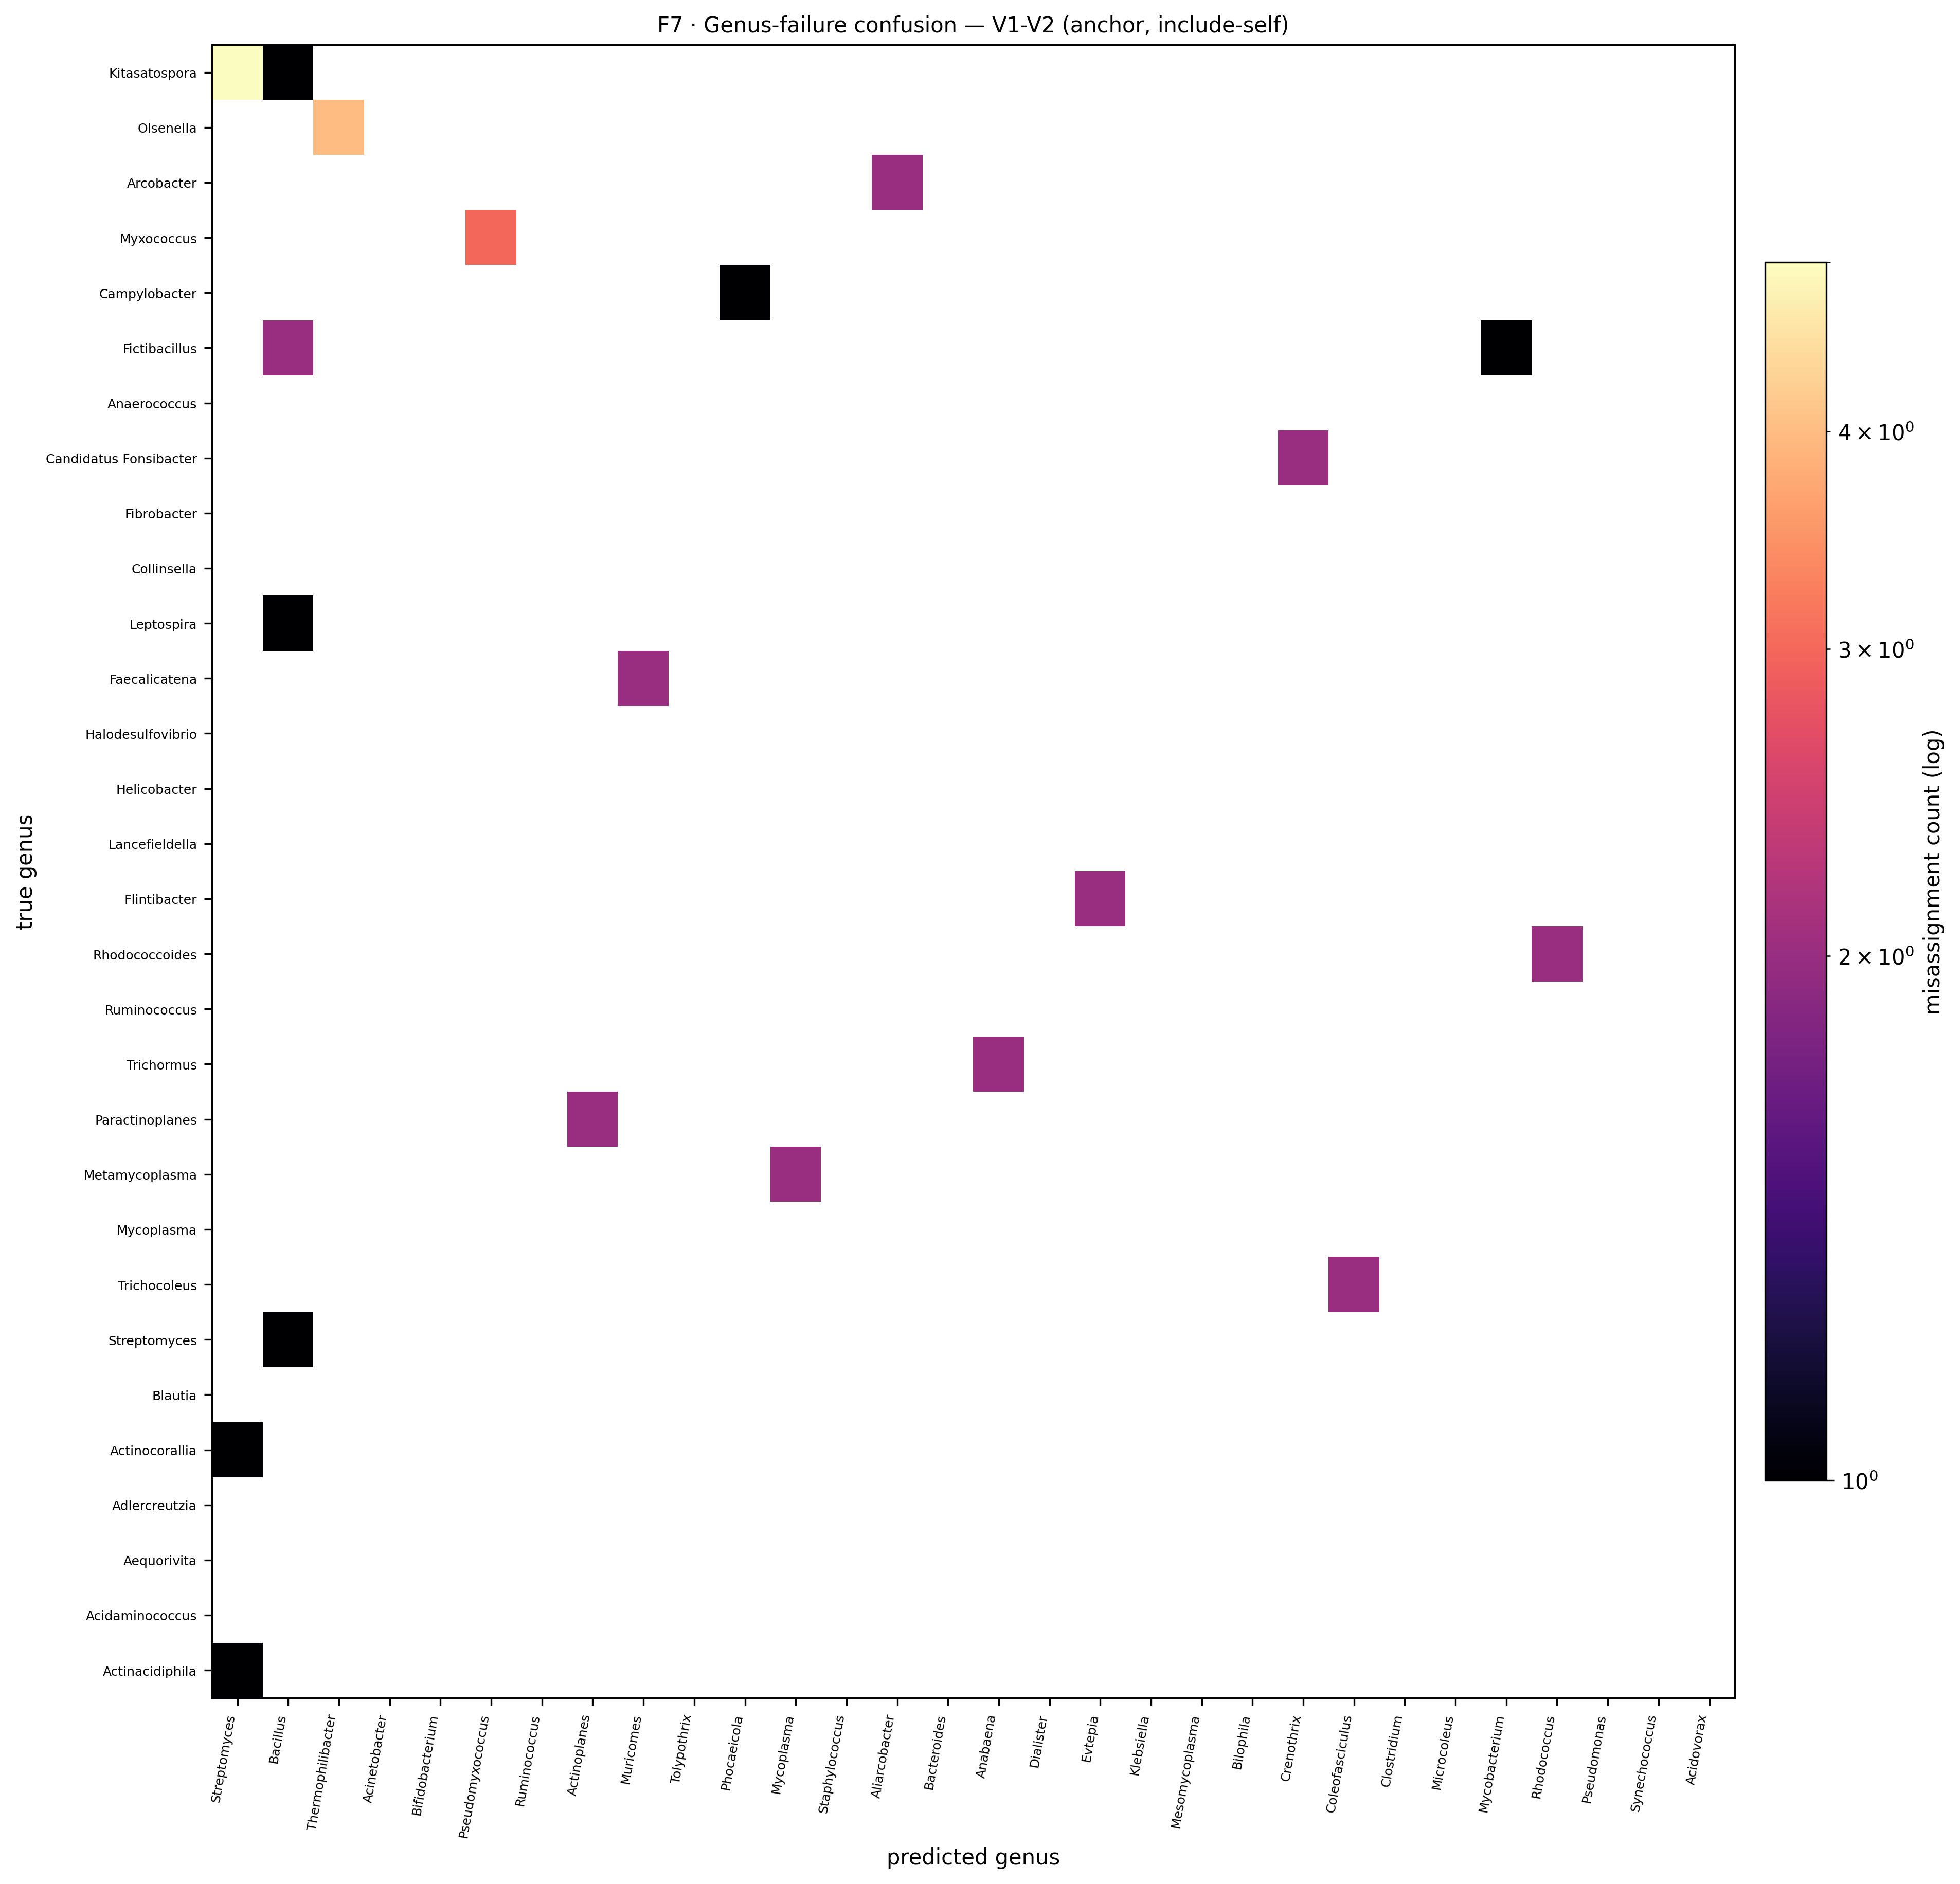 F7 · Genus-failure confusion — V1-V2 (anchor, include-self)
true genus
Kitasatospora
Olsenella
Arcobacter
Myxococcus
Campylobacter
Fictibacillus
Anaerococcus
Candidatus Fonsibacter
Fibrobacter
Collinsella
Leptospira
Faecalicatena
Halodesulfovibrio
Helicobacter
Lancefieldella
Flintibacter
Rhodococcoides
Ruminococcus
Trichormus
Paractinoplanes
Metamycoplasma
Mycoplasma
Trichocoleus
Streptomyces
Blautia
Actinocorallia
Adlercreutzia
Aequorivita
Acidaminococcus
Actinacidiphila
Streptomyces
Bacillus
Thermophilibacter
Acinetobacter
Bifidobacterium
Pseudomyxococcus
Ruminococcus
Actinoplanes
Muricomes
Tolypothrix
Phocaeicola
Mycoplasma
Staphylococcus
Aliarcobacter
Bacteroides
Anabaena
Dialister
Evtepia
Klebsiella
Mesomycoplasma
Bilophila
Crenothrix
Coleofasciculus
Clostridium
Microcoleus
Mycobacterium
Rhodococcus
Pseudomonas
Synechococcus
Acidovorax
predicted genus
4 × 10⁰
3 × 10⁰
2 × 10⁰
10⁰
misassignment count (log)